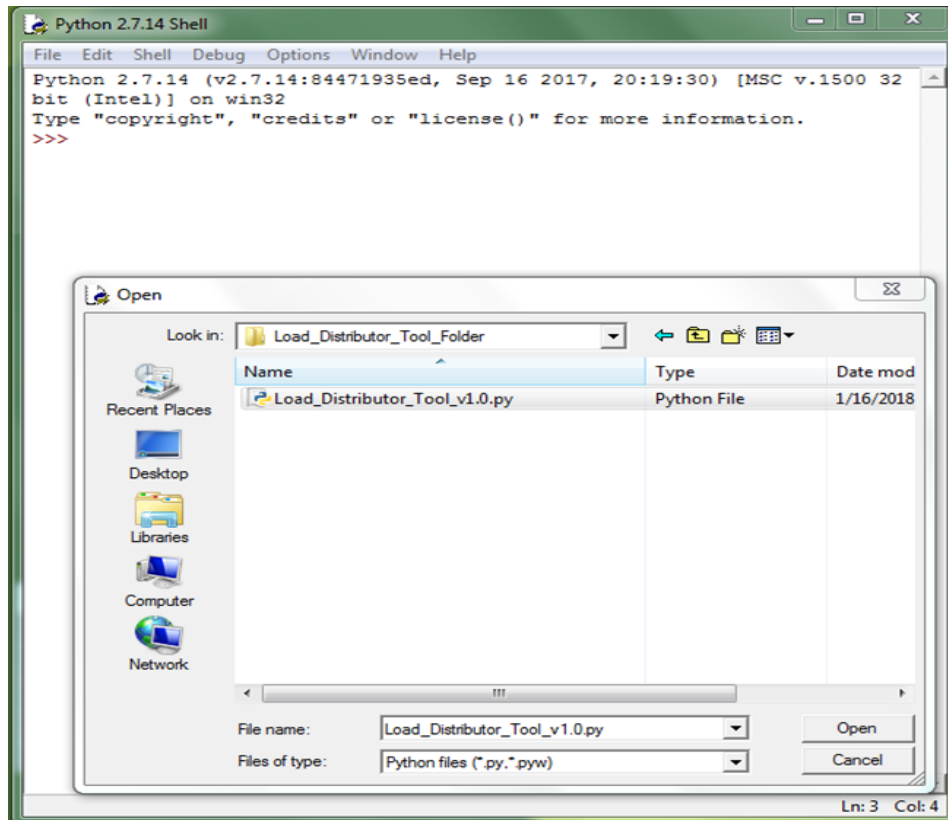 Python 2.7.14 Shell
File Edit Shell Debug Options Window Help
Python 2.7.14 (v2.7.14:84471935ed, Sep 16 2017, 20:19:30) [MSC v.1500 32
bit (Intel)] on win32
Type "copyright", "credits" or "license()" for more information.
>>>
Open
Look in: Load_Distributor_Tool_Folder
Name Type Date mod
Load_Distributor_Tool_v1.0.py Python File 1/16/2018
Recent Places
Desktop
Libraries
Computer
Network
File name: Load_Distributor_Tool_v1.0.py Open
Files of type: Python files (*.py,*.pyw) Cancel
Ln: 3 Col: 4